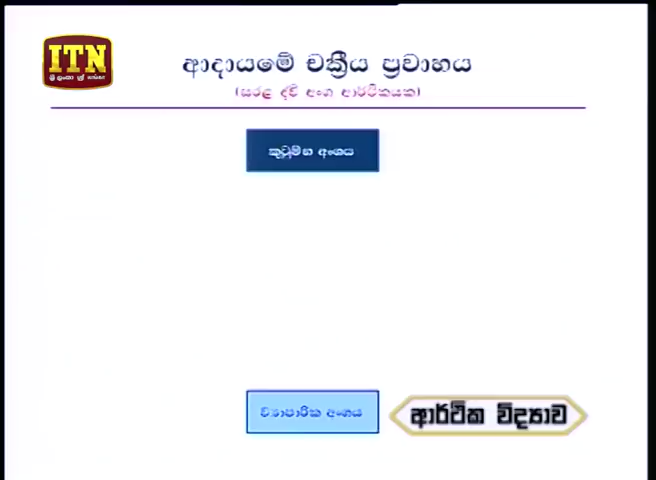 ITN
ආදායමේ චක්‍රීය ප්‍රවාහය
(සරල ද්වි අංග ආර්ථිකයක)
කුටුම්භ අංශය
ව්‍යාපාරික අංශය
ආර්ථික විද්‍යාව